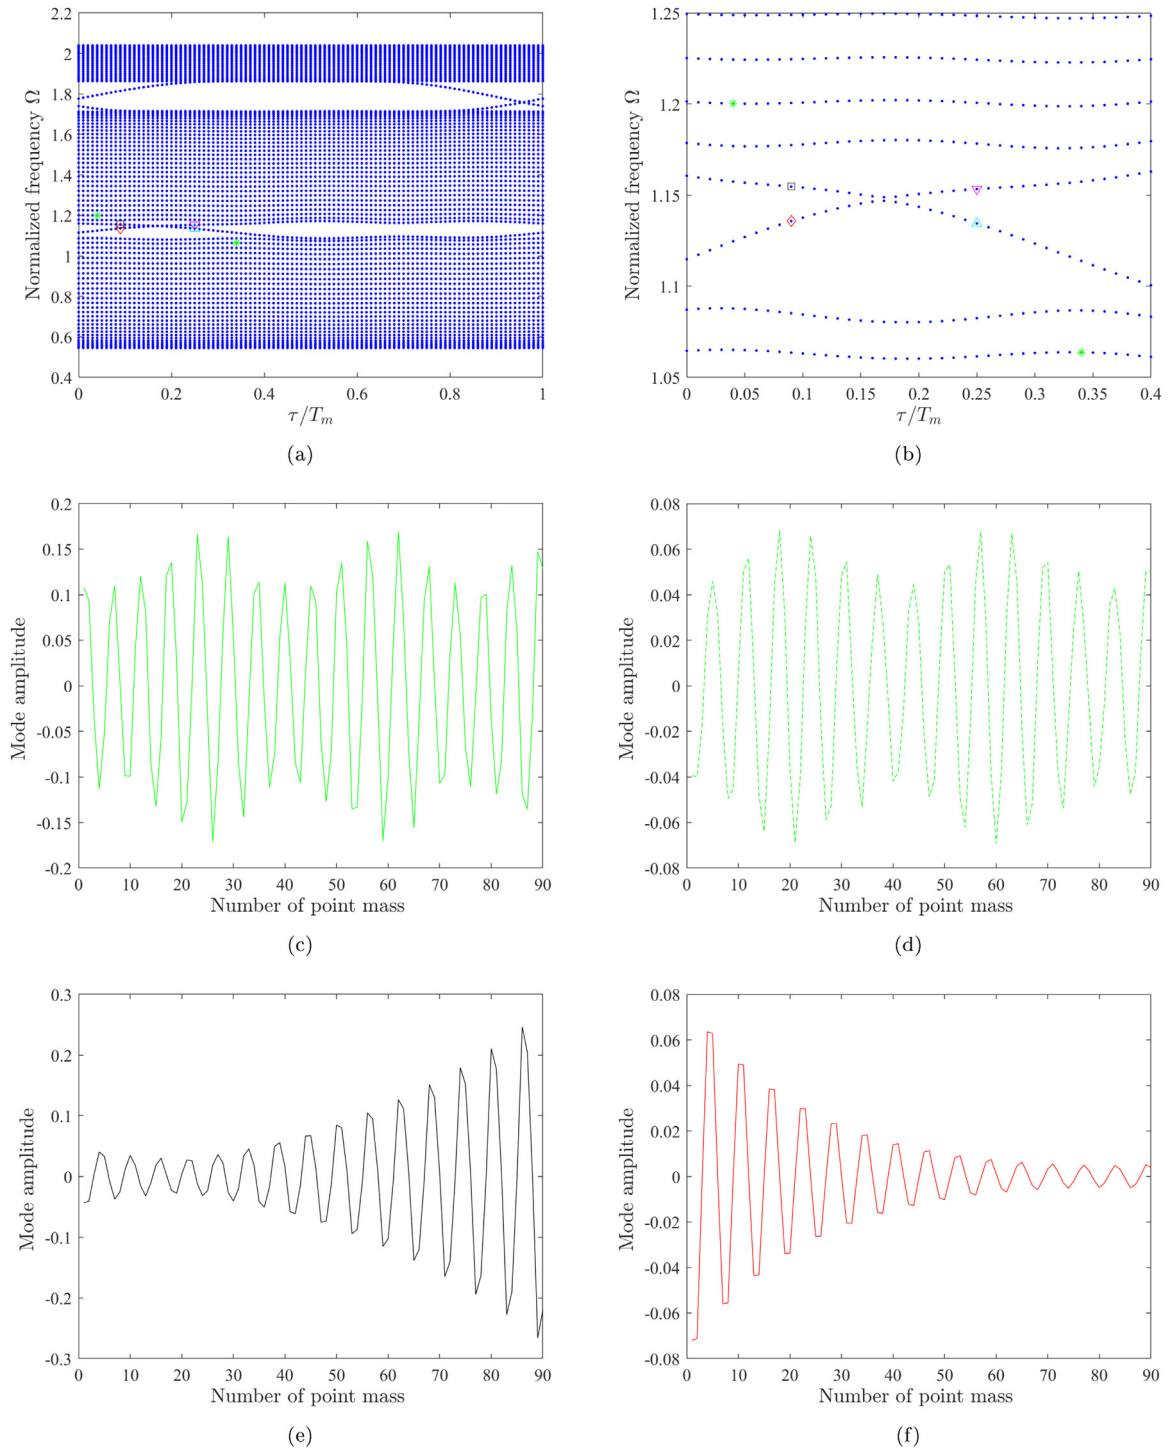 2.2
2
1.8
1.6
1.4
1.2
1
0.8
0.6
0.4
0 0.2 0.4 0.6 0.8 1
Normalized frequency Ω
τ/Tₘ
(a)
1.25
1.2
1.15
1.1
1.05
0 0.05 0.1 0.15 0.2 0.25 0.3 0.35 0.4
Normalized frequency Ω
τ/Tₘ
(b)
0.2
0.15
0.1
0.05
0
-0.05
-0.1
-0.15
-0.2
0 10 20 30 40 50 60 70 80 90
Mode amplitude
Number of point mass
(c)
0.08
0.06
0.04
0.02
0
-0.02
-0.04
-0.06
-0.08
0 10 20 30 40 50 60 70 80 90
Mode amplitude
Number of point mass
(d)
0.3
0.2
0.1
0
-0.1
-0.2
-0.3
0 10 20 30 40 50 60 70 80 90
Mode amplitude
Number of point mass
(e)
0.08
0.06
0.04
0.02
0
-0.02
-0.04
-0.06
-0.08
0 10 20 30 40 50 60 70 80 90
Mode amplitude
Number of point mass
(f)